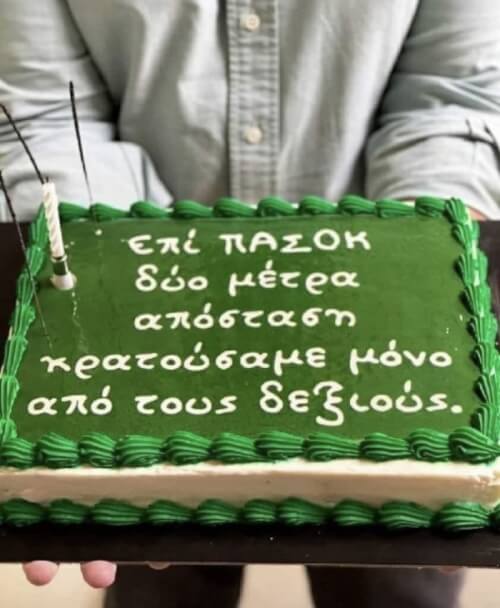 επί ΠΑΣΟΚ
δύο μέτρα
απόσταση
κρατούσαμε μόνο
από τους δεξιούς.